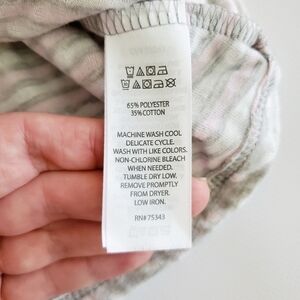 65% POLYESTER
35% COTTON
MACHINE WASH COOL
DELICATE CYCLE.
WASH WITH LIKE COLORS.
NON-CHLORINE BLEACH
WHEN NEEDED.
TUMBLE DRY LOW,
REMOVE PROMPTLY
FROM DRYER.
LOW IRON.
RN# 75343